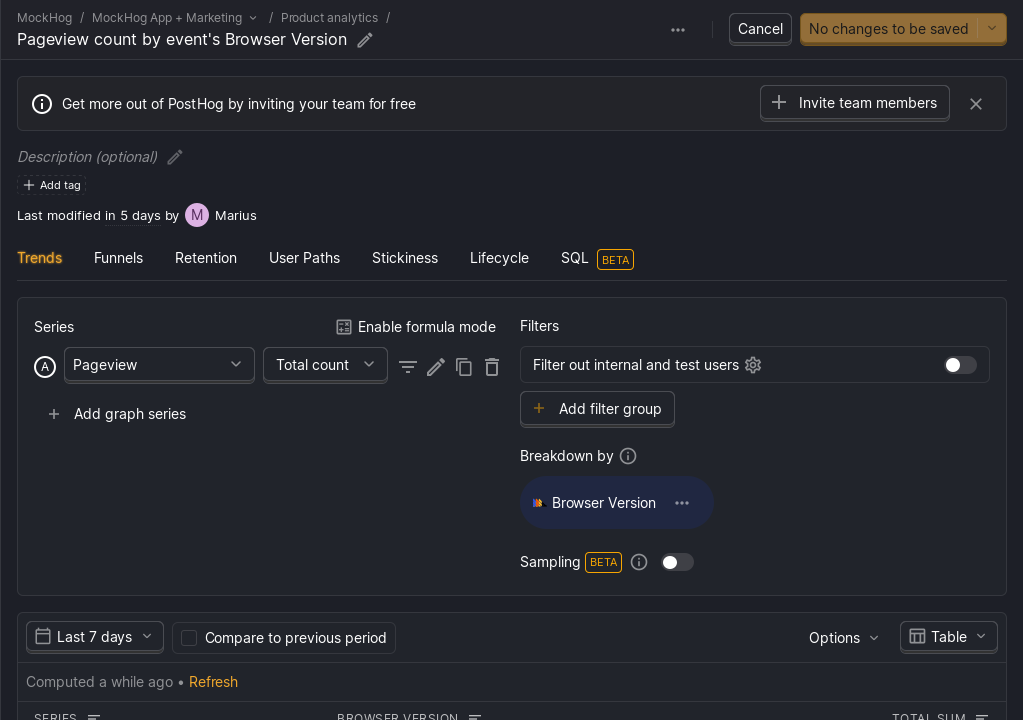 MockHog / MockHog App + Marketing / Product analytics /
Pageview count by event's Browser Version
Cancel
No changes to be saved
Get more out of PostHog by inviting your team for free
Invite team members
Description (optional)
Add tag
Last modified in 5 days by M Marius
Trends Funnels Retention User Paths Stickiness Lifecycle SQL BETA
Series
Enable formula mode
A Pageview Total count
Add graph series
Filters
Filter out internal and test users
Add filter group
Breakdown by
Browser Version
Sampling BETA
Last 7 days Compare to previous period Options Table
Computed a while ago • Refresh
SERIES BROWSER VERSION TOTAL SUM